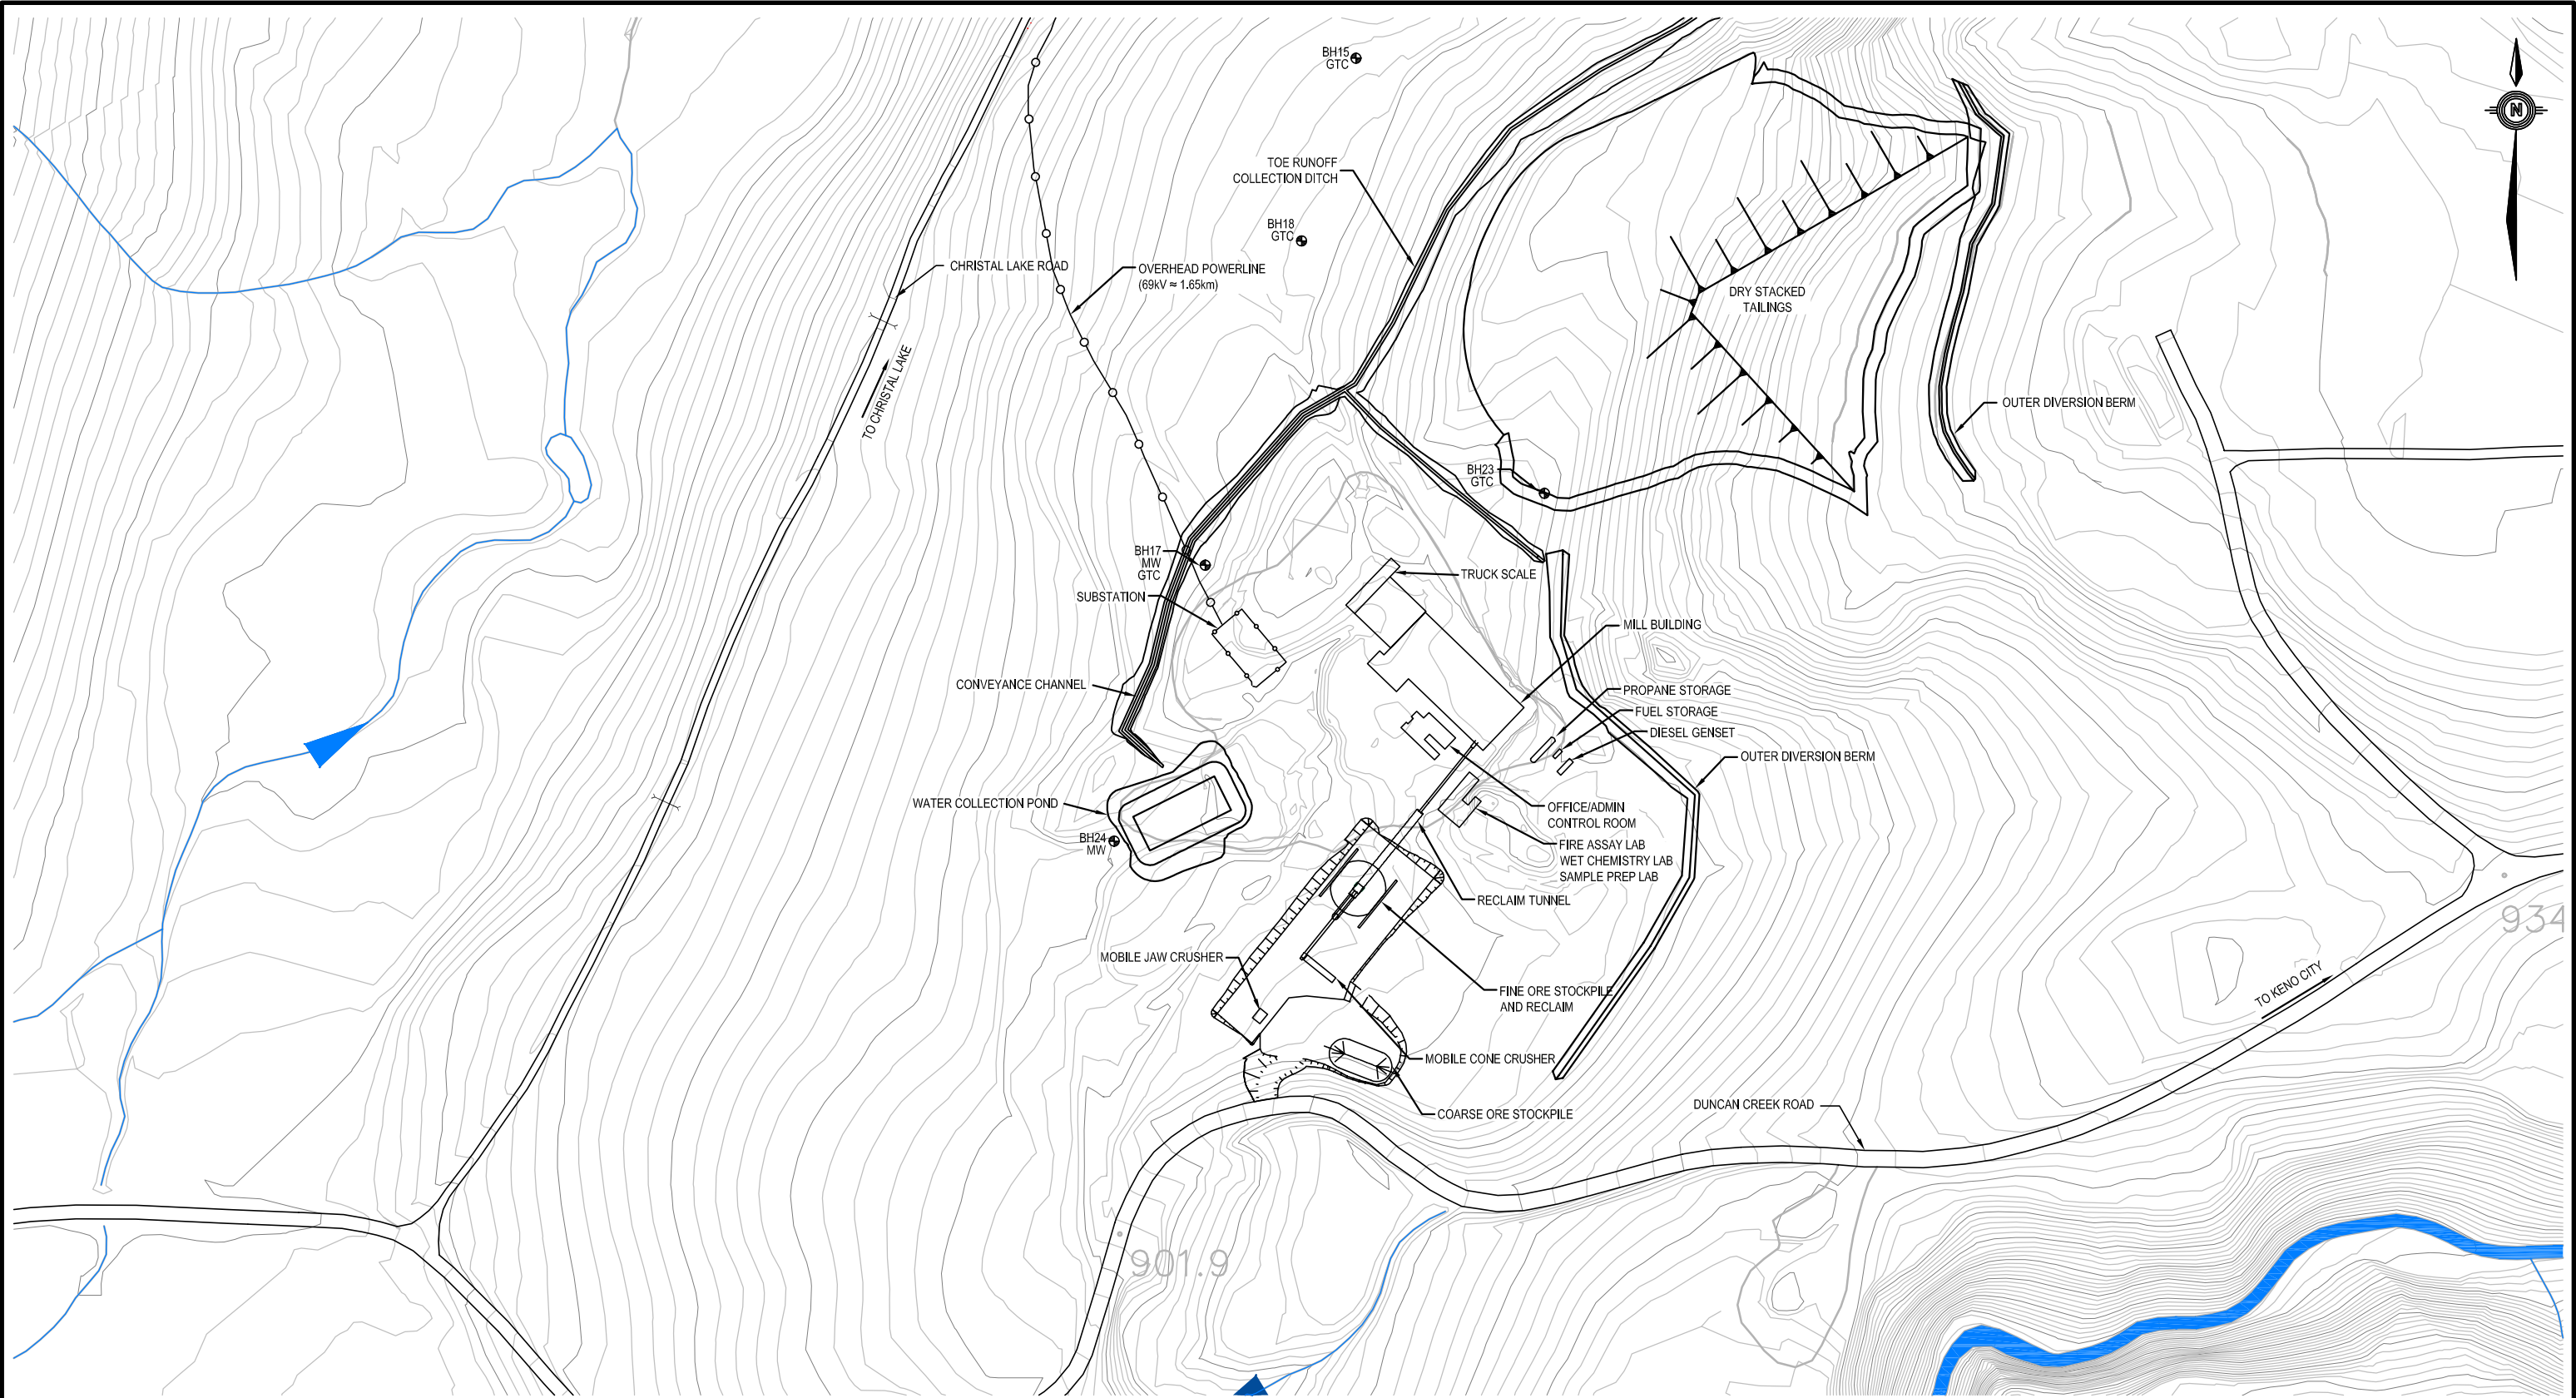 BH15
GTC
N
TOE RUNOFF
COLLECTION DITCH
BH18
GTC
CHRISTAL LAKE ROAD
OVERHEAD POWERLINE
(69kV ≈ 1.65km)
DRY STACKED
TAILINGS
TO CHRISTAL LAKE
OUTER DIVERSION BERM
BH23
GTC
BH17
MW
GTC
TRUCK SCALE
SUBSTATION
MILL BUILDING
CONVEYANCE CHANNEL
PROPANE STORAGE
FUEL STORAGE
DIESEL GENSET
OUTER DIVERSION BERM
WATER COLLECTION POND
OFFICE/ADMIN
CONTROL ROOM
BH24
MW
FIRE ASSAY LAB
WET CHEMISTRY LAB
SAMPLE PREP LAB
RECLAIM TUNNEL
934
MOBILE JAW CRUSHER
TO KENO CITY
FINE ORE STOCKPILE
AND RECLAIM
MOBILE CONE CRUSHER
DUNCAN CREEK ROAD
COARSE ORE STOCKPILE
901.9